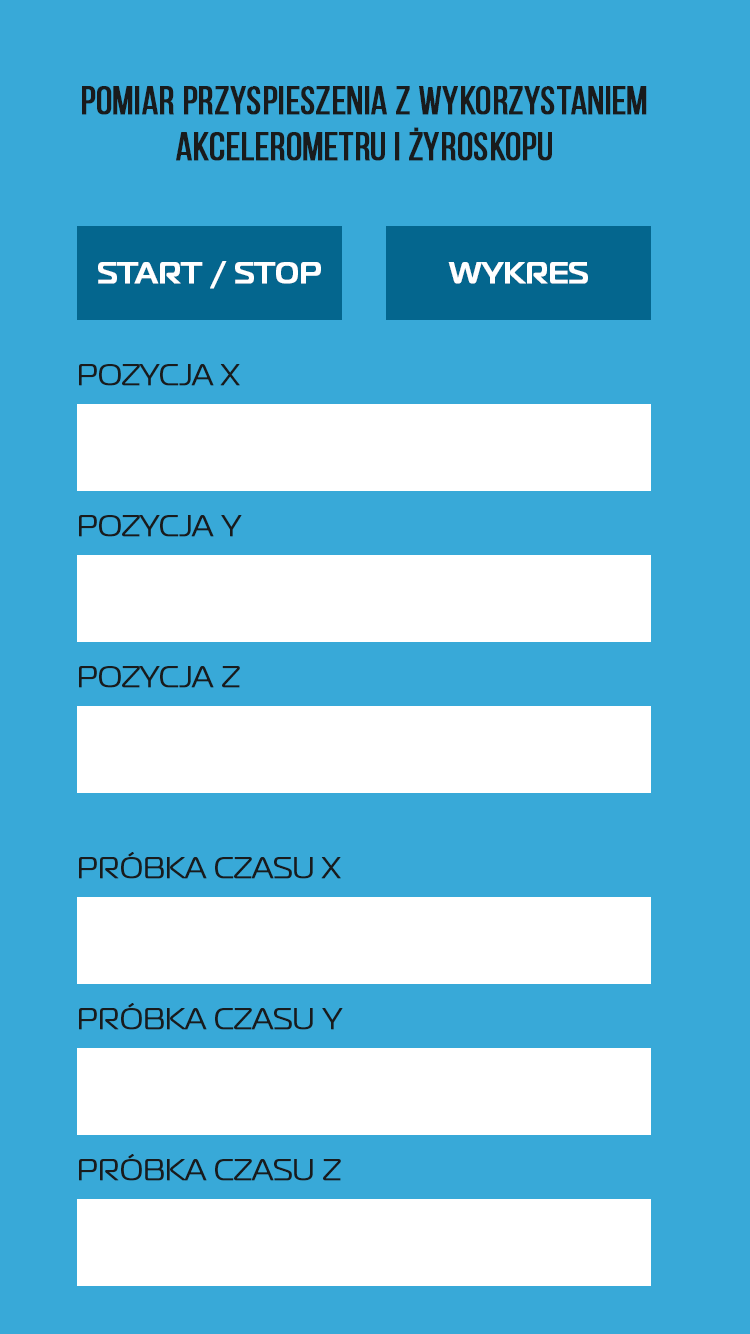 POMIAR PRZYSPIESZENIA Z WYKORZYSTANIEM
AKCELEROMETRU I ŻYROSKOPU
START / STOP
WYKRES
POZYCJA X
POZYCJA Y
POZYCJA Z
PRÓBKA CZASU X
PRÓBKA CZASU Y
PRÓBKA CZASU Z